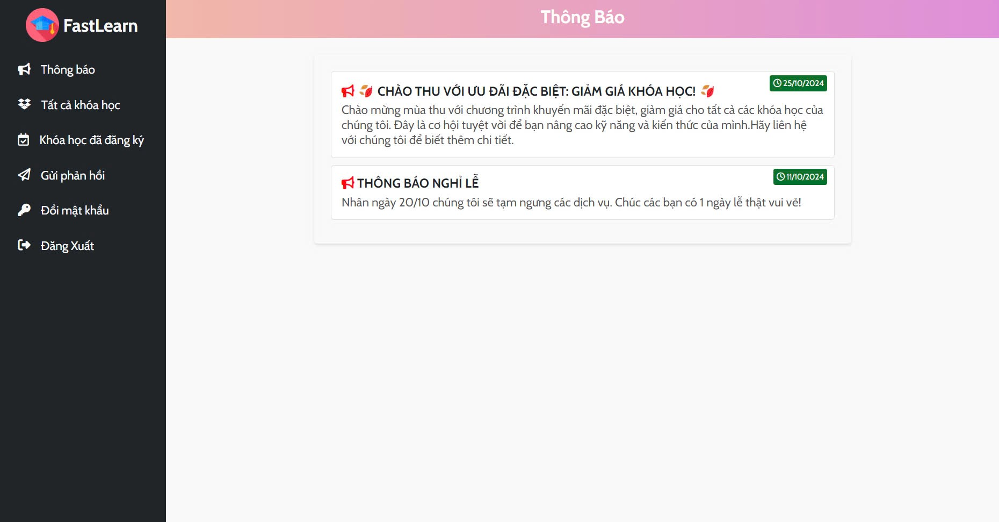 FastLearn
Thông báo
Tất cả khóa học
Khóa học đã đăng ký
Gửi phản hồi
Đổi mật khẩu
Đăng Xuất
Thông Báo
25/10/2024
CHÀO THU VỚI ƯU ĐÃI ĐẶC BIỆT: GIẢM GIÁ KHÓA HỌC!
Chào mừng mùa thu với chương trình khuyến mãi đặc biệt, giảm giá cho tất cả các khóa học của
chúng tôi. Đây là cơ hội tuyệt vời để bạn nâng cao kỹ năng và kiến thức của mình.Hãy liên hệ
với chúng tôi để biết thêm chi tiết.
11/10/2024
THÔNG BÁO NGHỈ LỄ
Nhân ngày 20/10 chúng tôi sẽ tạm ngưng các dịch vụ. Chúc các bạn có 1 ngày lễ thật vui vẻ!